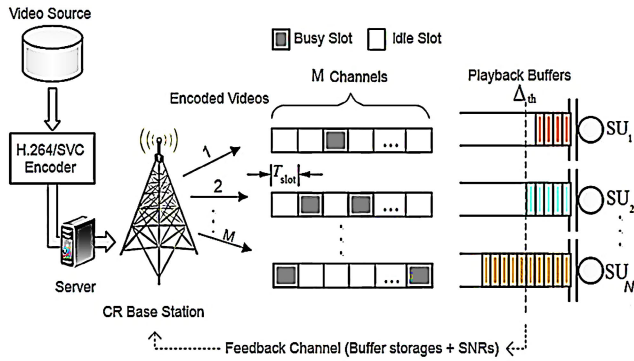 Video Source
Busy Slot
Idle Slot
M Channels
Playback Buffers
Δth
Encoded Videos
H.264/SVC
Encoder
1
SU1
Tslot
2
SU2
M
SU N
Server
CR Base Station
Feedback Channel (Buffer storages + SNRs)